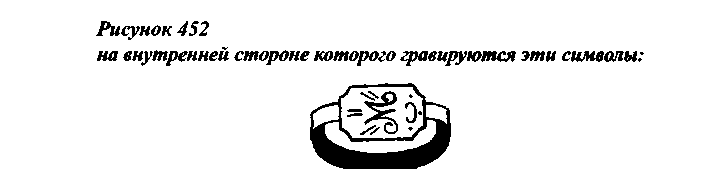 Рисунок 452
на внутренней стороне которого гравируются эти символы: